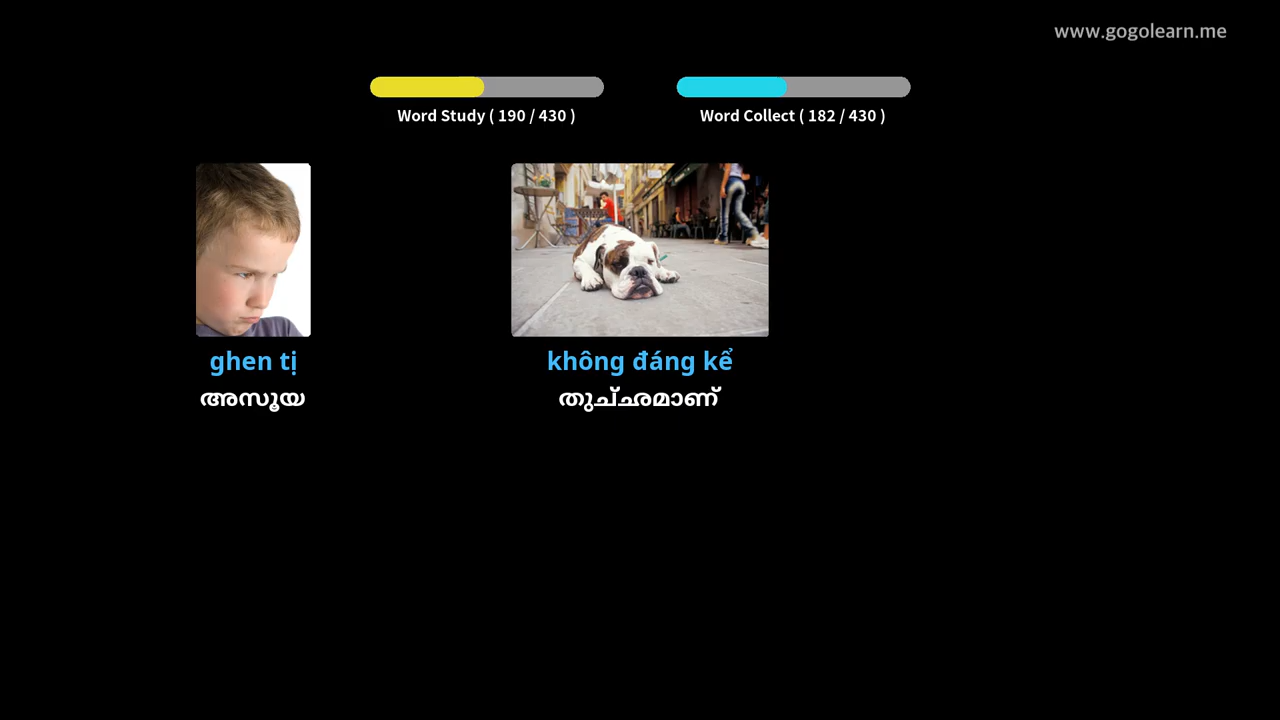 www.gogolearn.me
Word Study ( 190 / 430 )
Word Collect ( 182 / 430 )
ghen tị
അസൂയ
không đáng kể
തുച്ഛമാണ്